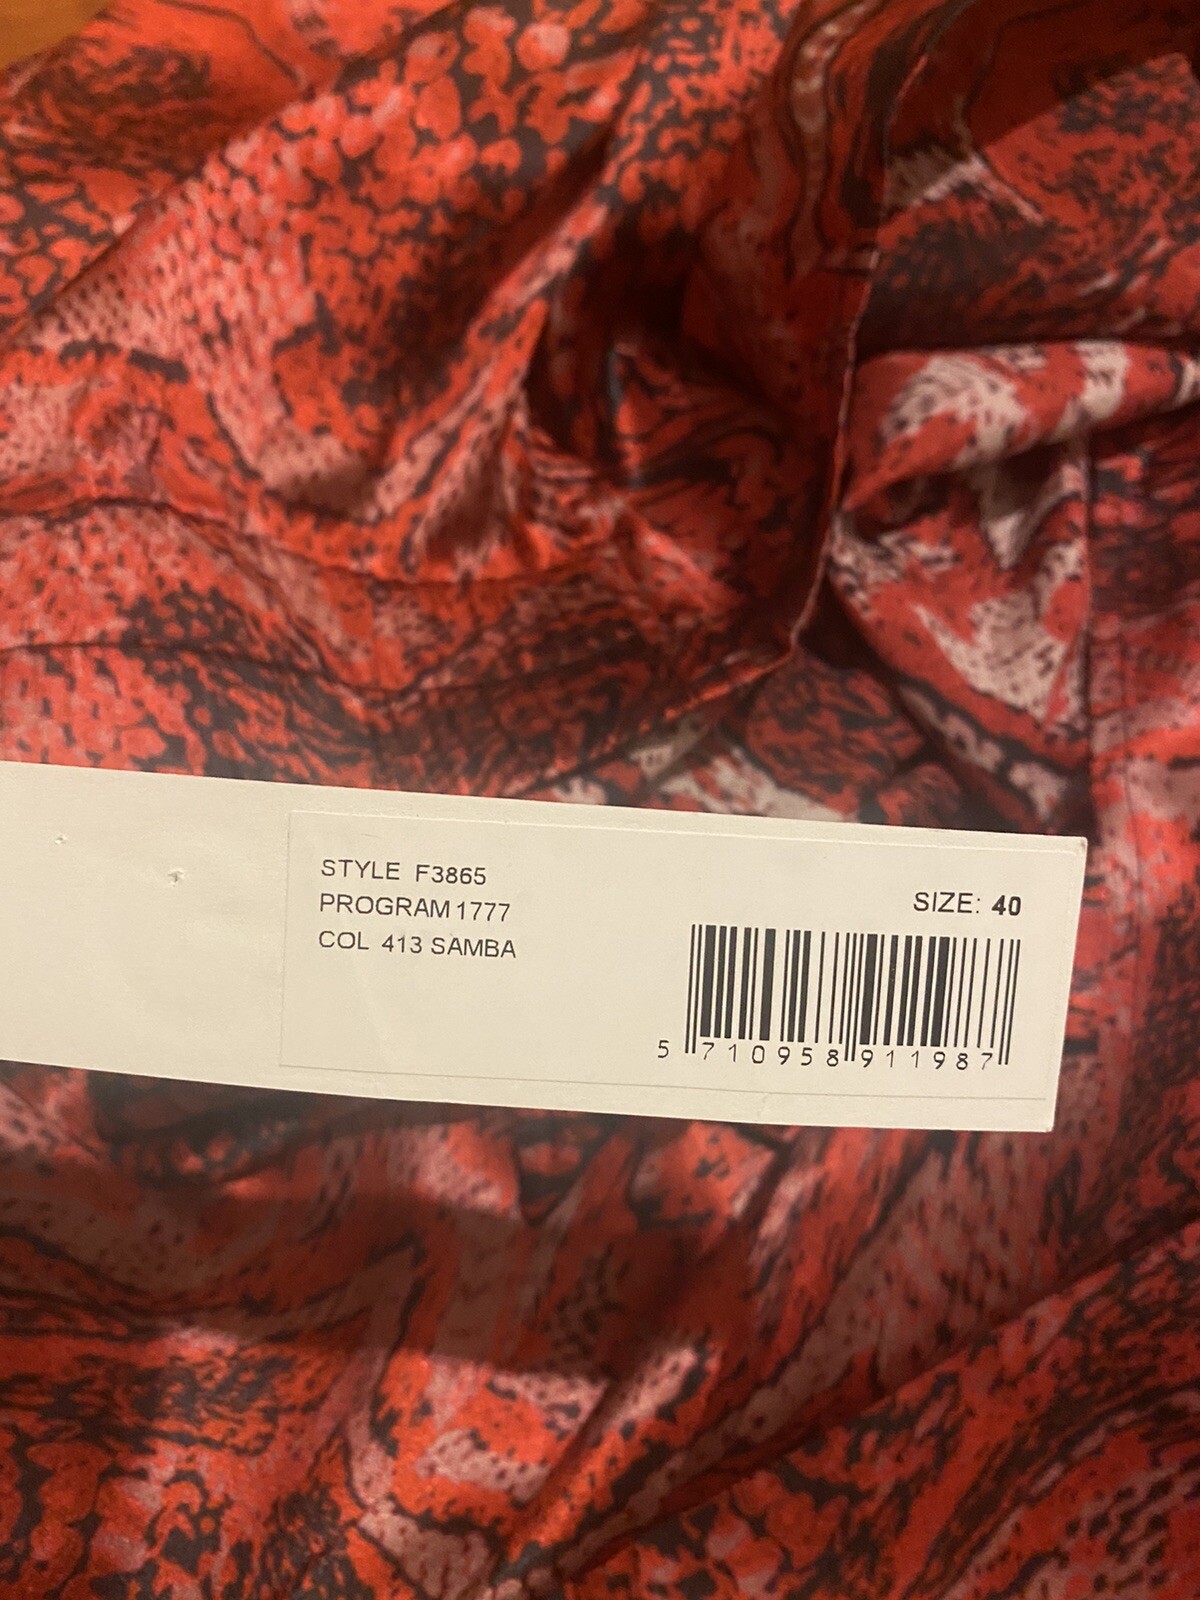 STYLE F3865
PROGRAM 1777
COL 413 SAMBA
SIZE: 40
5 710958 911987